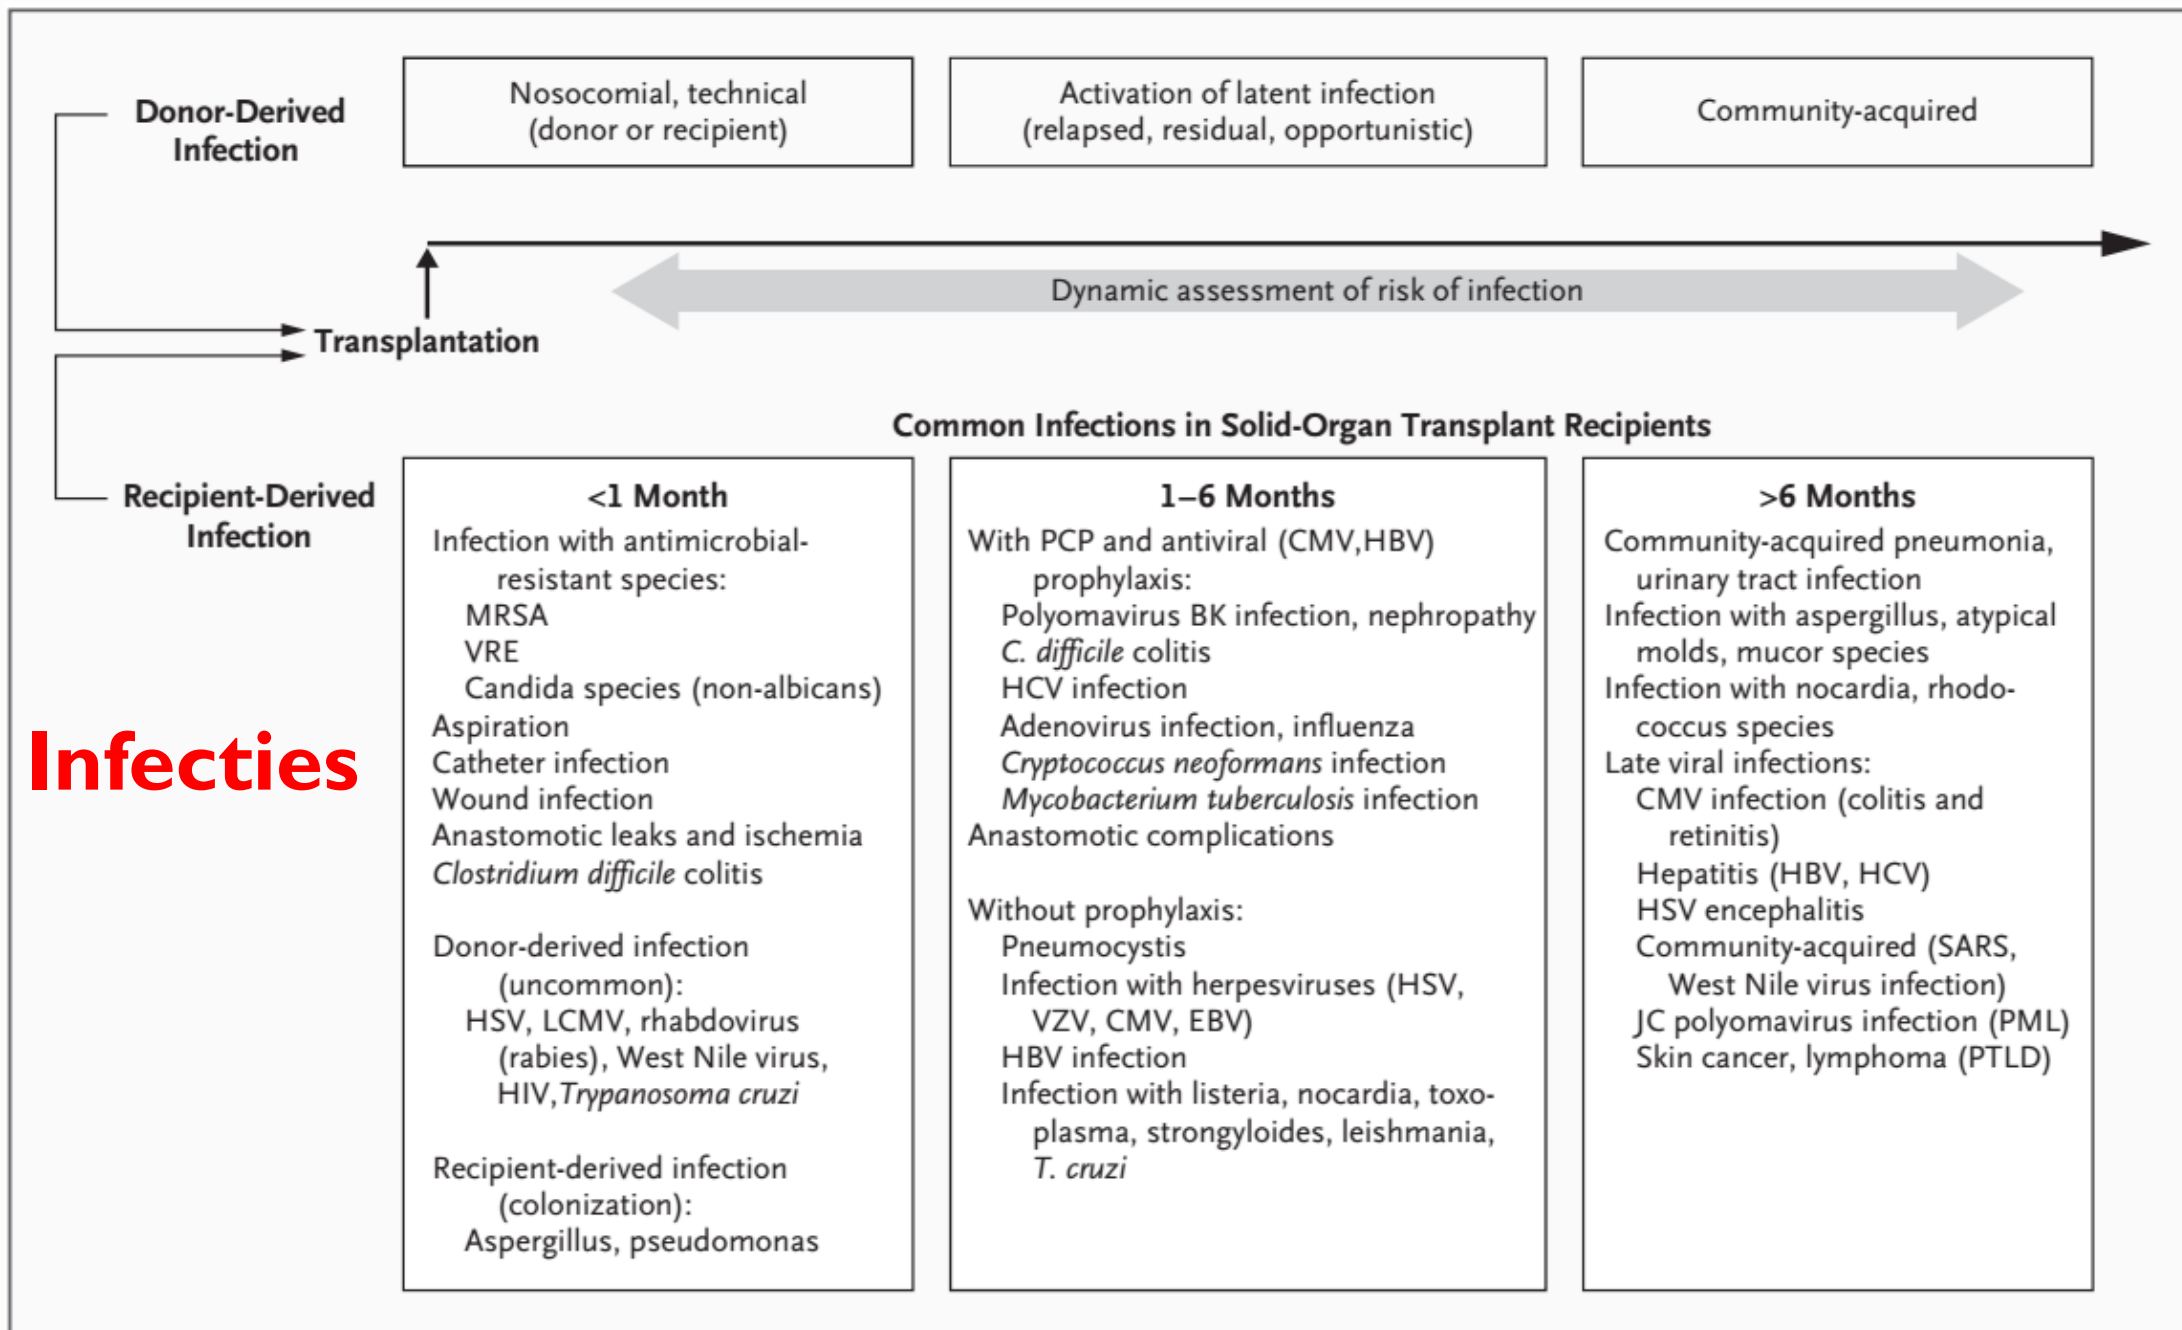 Donor-Derived
Infection
Nosocomial, technical
(donor or recipient)
Activation of latent infection
(relapsed, residual, opportunistic)
Community-acquired
Dynamic assessment of risk of infection
Transplantation
Common Infections in Solid-Organ Transplant Recipients
Recipient-Derived
Infection
Infecties
<1 Month
Infection with antimicrobial-
resistant species:
MRSA
VRE
Candida species (non-albicans)
Aspiration
Catheter infection
Wound infection
Anastomotic leaks and ischemia
Clostridium difficile colitis
Donor-derived infection
(uncommon):
HSV, LCMV, rhabdovirus
(rabies), West Nile virus,
HIV,Trypanosoma cruzi
Recipient-derived infection
(colonization):
Aspergillus, pseudomonas
1–6 Months
With PCP and antiviral (CMV,HBV)
prophylaxis:
Polyomavirus BK infection, nephropathy
C. difficile colitis
HCV infection
Adenovirus infection, influenza
Cryptococcus neoformans infection
Mycobacterium tuberculosis infection
Anastomotic complications
Without prophylaxis:
Pneumocystis
Infection with herpesviruses (HSV,
VZV, CMV, EBV)
HBV infection
Infection with listeria, nocardia, toxo-
plasma, strongyloides, leishmania,
T. cruzi
>6 Months
Community-acquired pneumonia,
urinary tract infection
Infection with aspergillus, atypical
molds, mucor species
Infection with nocardia, rhodo-
coccus species
Late viral infections:
CMV infection (colitis and
retinitis)
Hepatitis (HBV, HCV)
HSV encephalitis
Community-acquired (SARS,
West Nile virus infection)
JC polyomavirus infection (PML)
Skin cancer, lymphoma (PTLD)